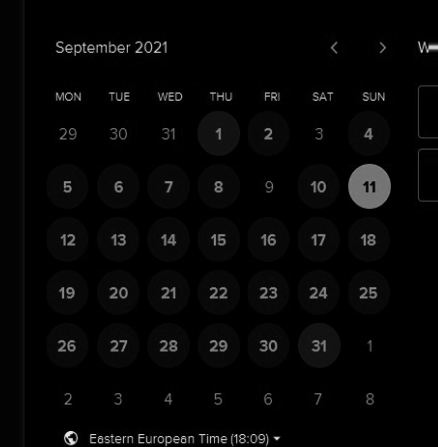 September 2021
MON TUE WED THU FRI SAT SUN
29 30 31 1 2 3 4
5 6 7 8 9 10 11
12 13 14 15 16 17 18
19 20 21 22 23 24 25
26 27 28 29 30 31 1
2 3 4 5 6 7 8
Eastern European Time (18:09)